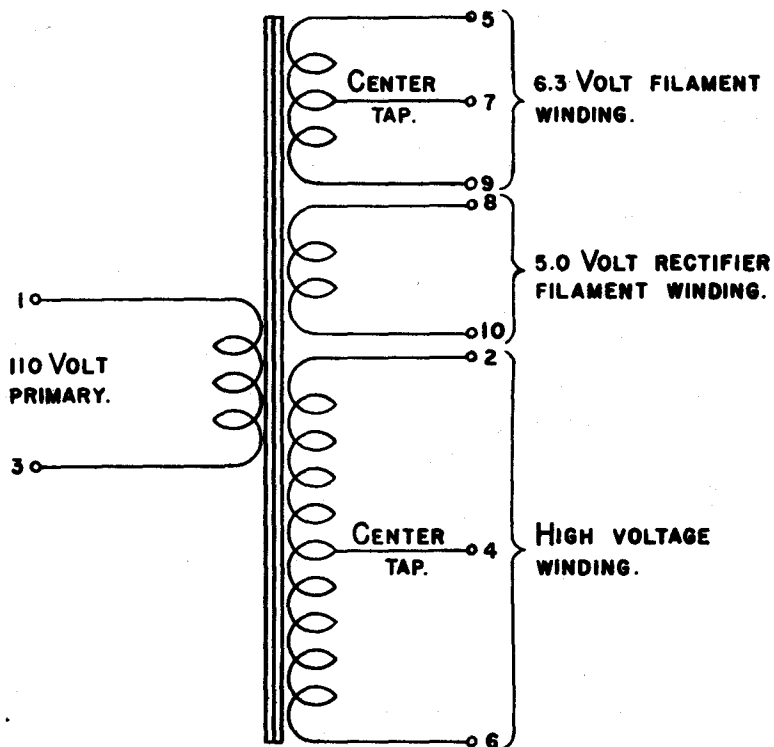 5
CENTER
TAP.
7
6.3 VOLT FILAMENT
WINDING.
9
8
5.0 VOLT RECTIFIER
FILAMENT WINDING.
10
1
110 VOLT
PRIMARY.
3
2
CENTER
TAP.
4
HIGH VOLTAGE
WINDING.
6